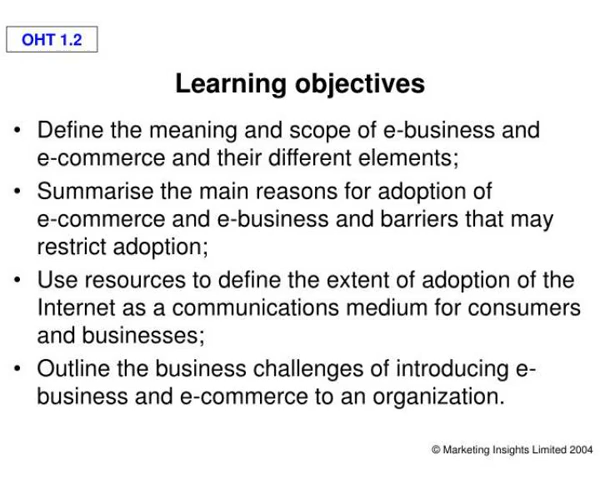 OHT 1.2
Learning objectives
• Define the meaning and scope of e-business and
e-commerce and their different elements;
• Summarise the main reasons for adoption of
e-commerce and e-business and barriers that may
restrict adoption;
• Use resources to define the extent of adoption of the
Internet as a communications medium for consumers
and businesses;
• Outline the business challenges of introducing e-
business and e-commerce to an organization.
© Marketing Insights Limited 2004